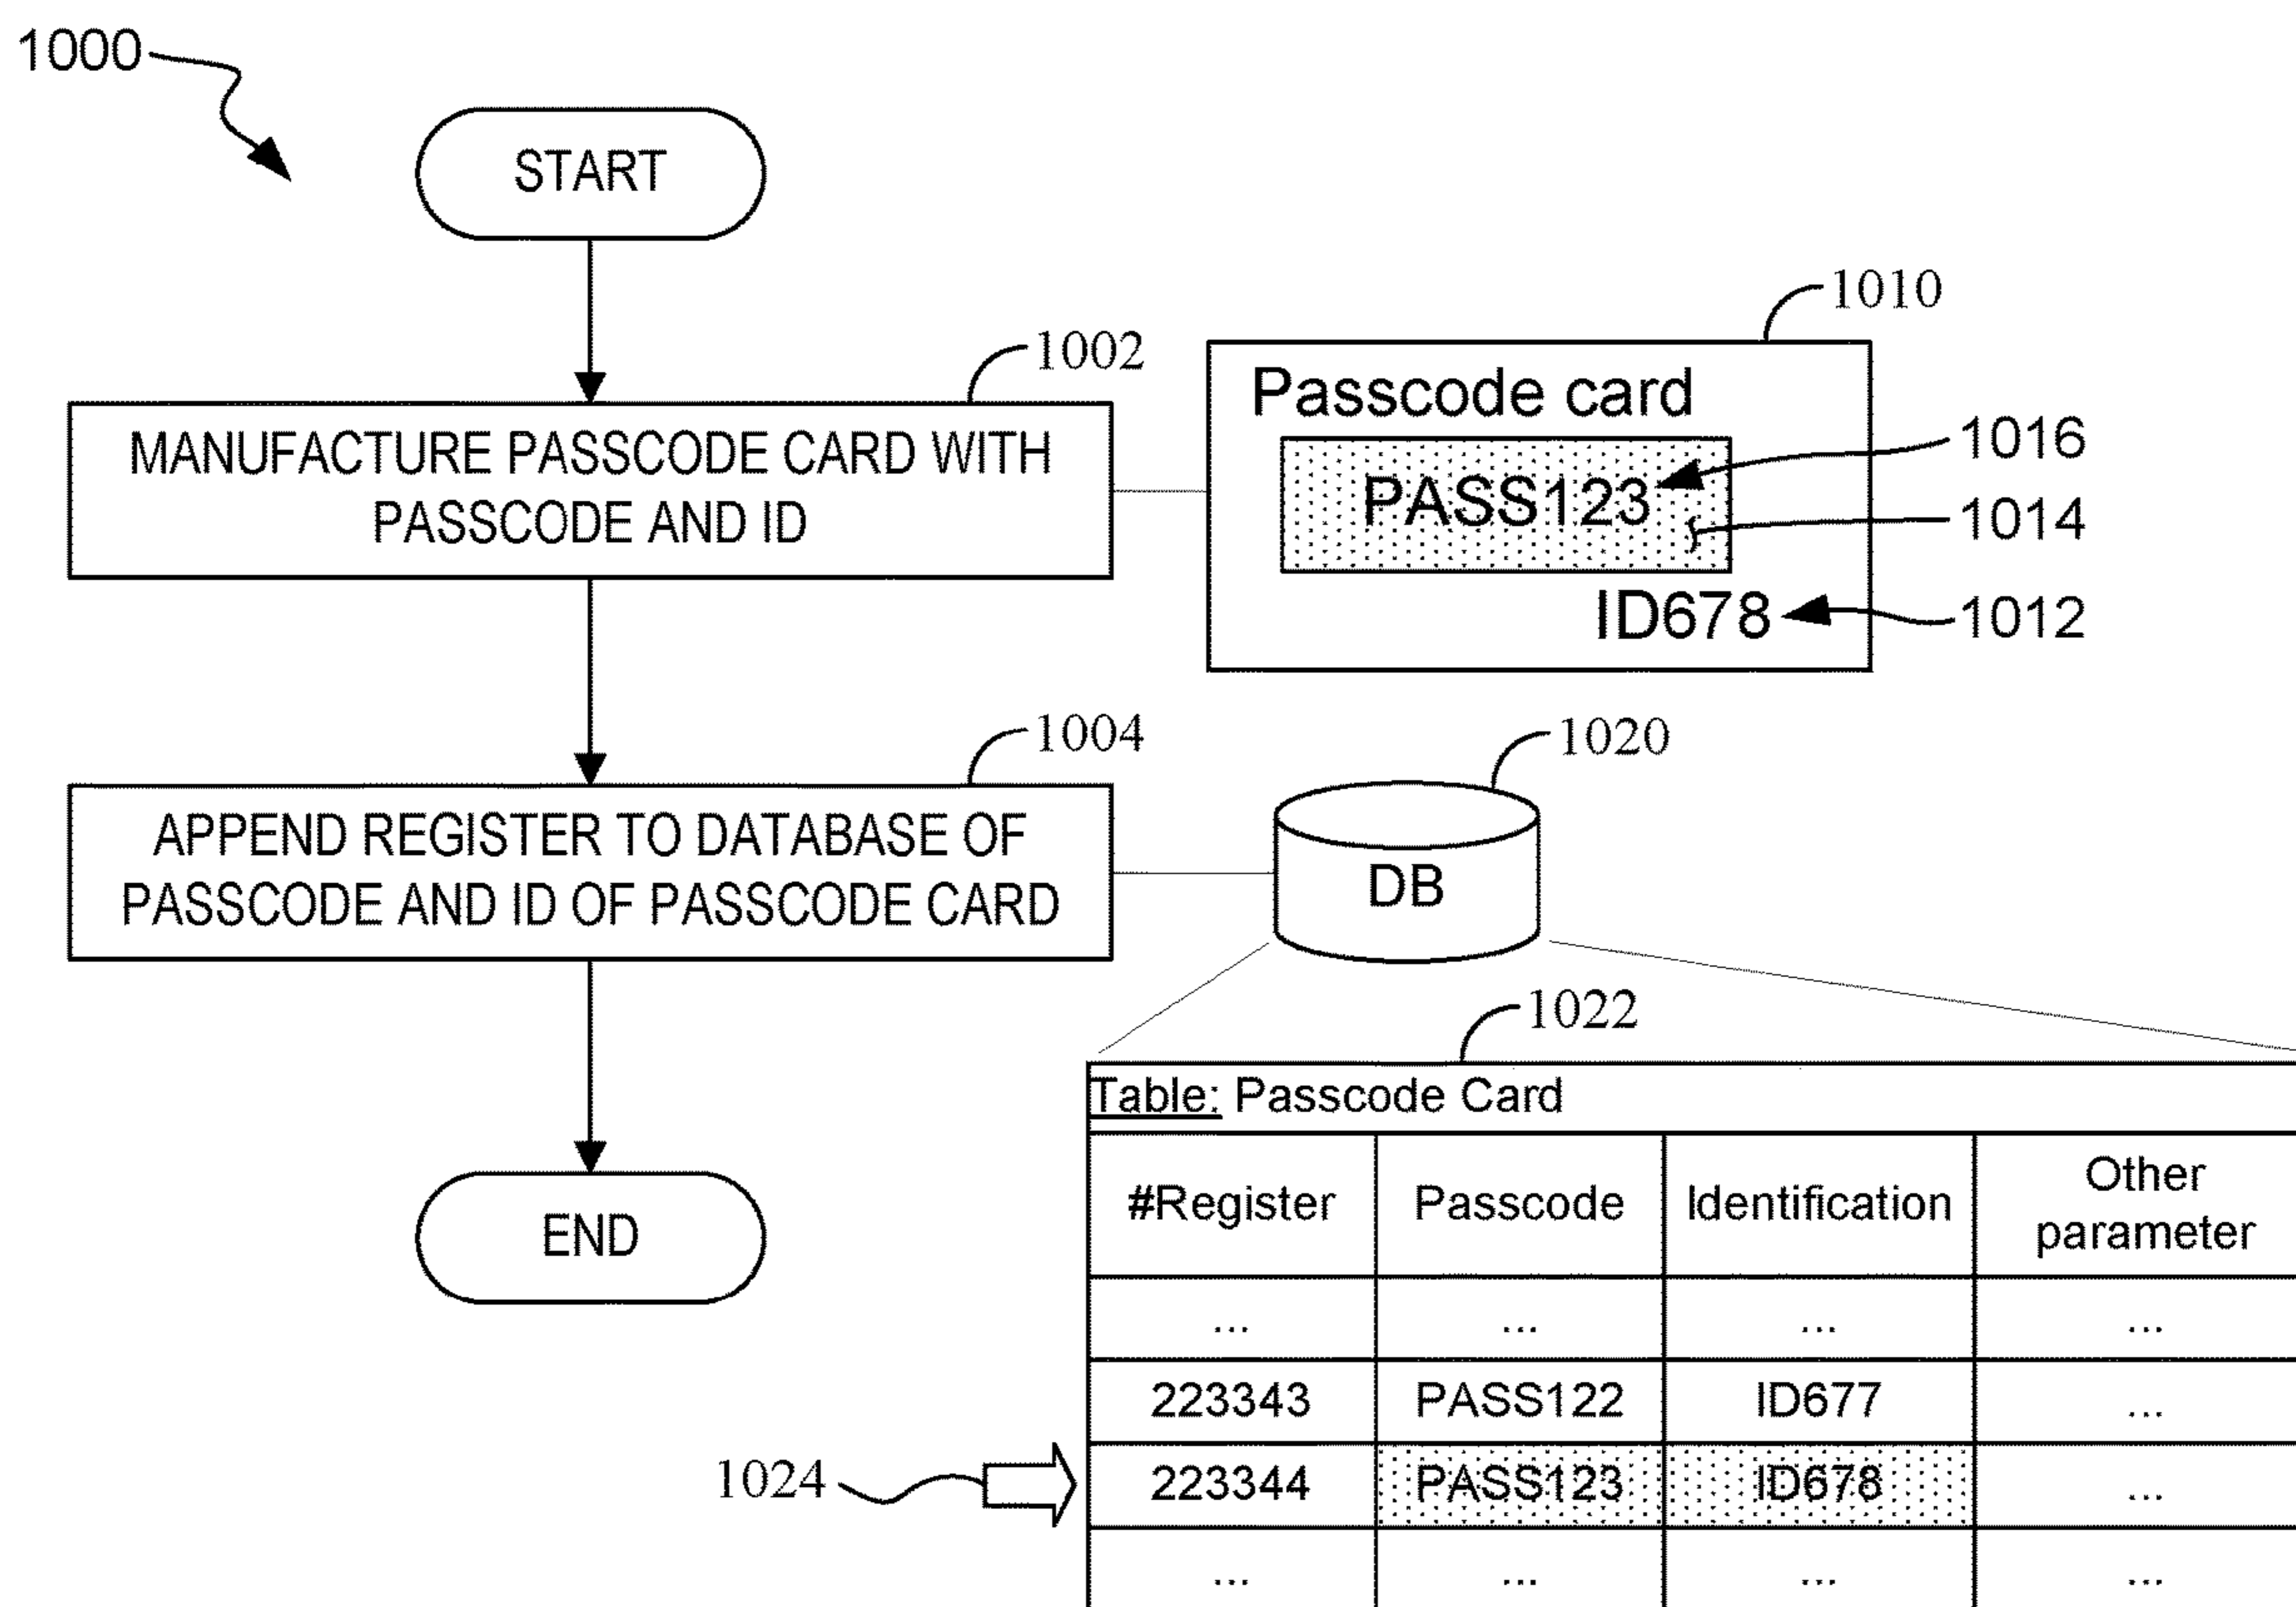 1000
START
1010
1002
Passcode card
MANUFACTURE PASSCODE CARD WITH
PASSCODE AND ID
PASS123
1016
1014
ID678
1012
1004
1020
APPEND REGISTER TO DATABASE OF
PASSCODE AND ID OF PASSCODE CARD
DB
1022
Table: Passcode Card
#Register Passcode Identification Other
parameter
... ... ... ...
223343 PASS122 ID677 ...
1024
223344 PASS123 ID678 ...
... ... ... ...
END